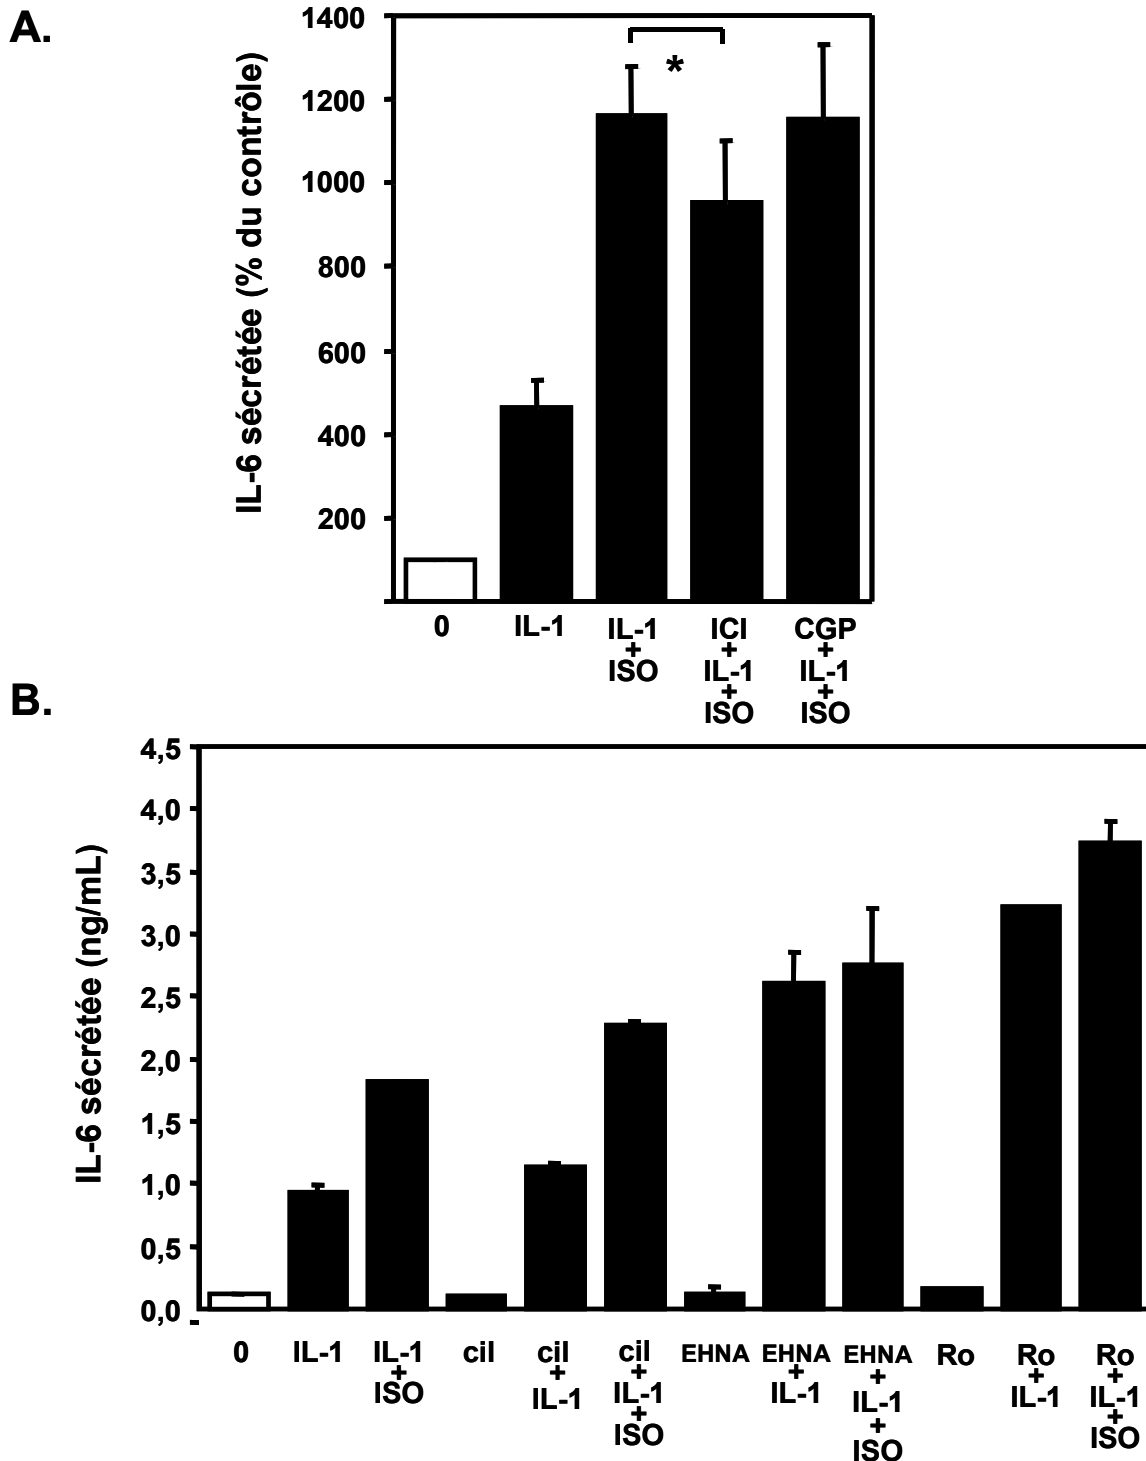 A.
IL-6 sécrétée (% du contrôle)
1400
1200
1000
800
600
400
200
*
0
IL-1
IL-1
+
ISO
ICI
+
IL-1
+
ISO
CGP
+
IL-1
+
ISO
B.
IL-6 sécrétée (ng/mL)
4,5
4,0
3,5
3,0
2,5
2,0
1,5
1,0
0,5
0,0
-
0
IL-1
IL-1
+
ISO
cil
cil
+
IL-1
cil
+
IL-1
+
ISO
EHNA
EHNA
+
IL-1
EHNA
+
IL-1
+
ISO
Ro
Ro
+
IL-1
Ro
+
IL-1
+
ISO